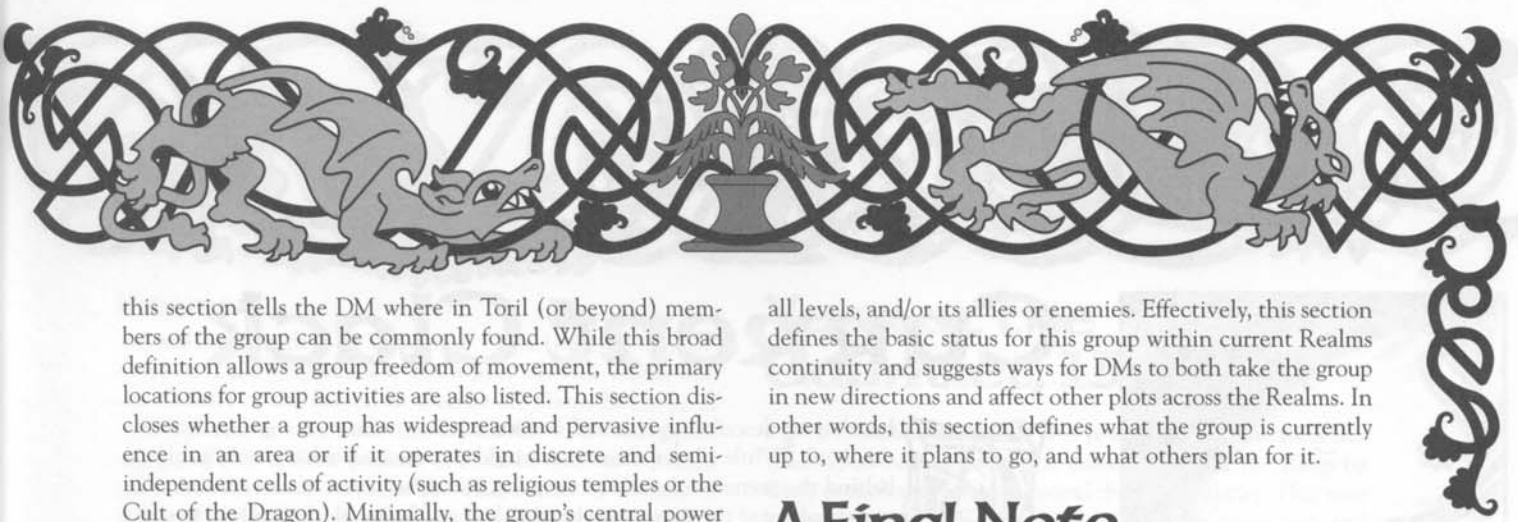 this section tells the DM where in Toril (or beyond) mem-
bers of the group can be commonly found. While this broad
definition allows a group freedom of movement, the primary
locations for group activities are also listed. This section dis-
closes whether a group has widespread and pervasive influ-
ence in an area or if it operates in discrete and semi-
independent cells of activity (such as religious temples or the
Cult of the Dragon). Minimally, the group's central power
all levels, and/or its allies or enemies. Effectively, this section
defines the basic status for this group within current Realms
continuity and suggests ways for DMs to both take the group
in new directions and affect other plots across the Realms. In
other words, this section defines what the group is currently
up to, where it plans to go, and what others plan for it.
A Final Note